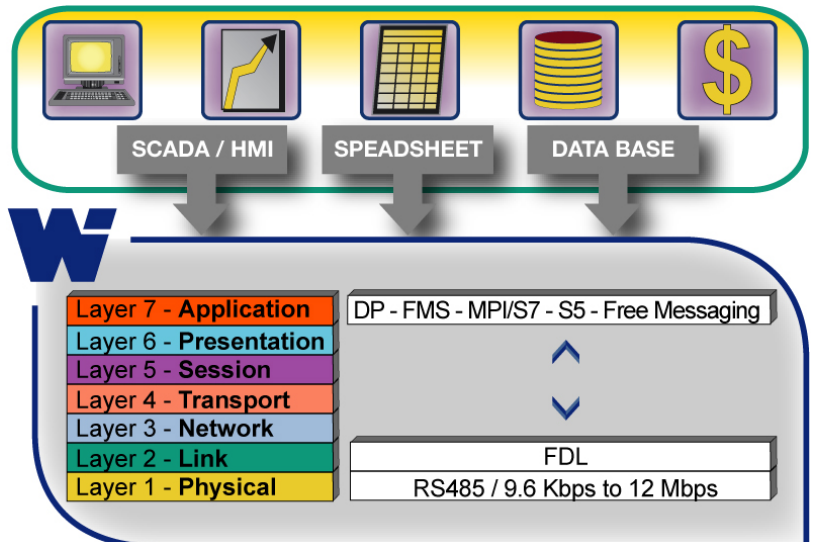 SCADA / HMI
SPEADSHEET
DATA BASE
W
Layer 7 - Application
DP - FMS - MPI/S7 - S5 - Free Messaging
Layer 6 - Presentation
Layer 5 - Session
Layer 4 - Transport
Layer 3 - Network
Layer 2 - Link
FDL
Layer 1 - Physical
RS485 / 9.6 Kbps to 12 Mbps